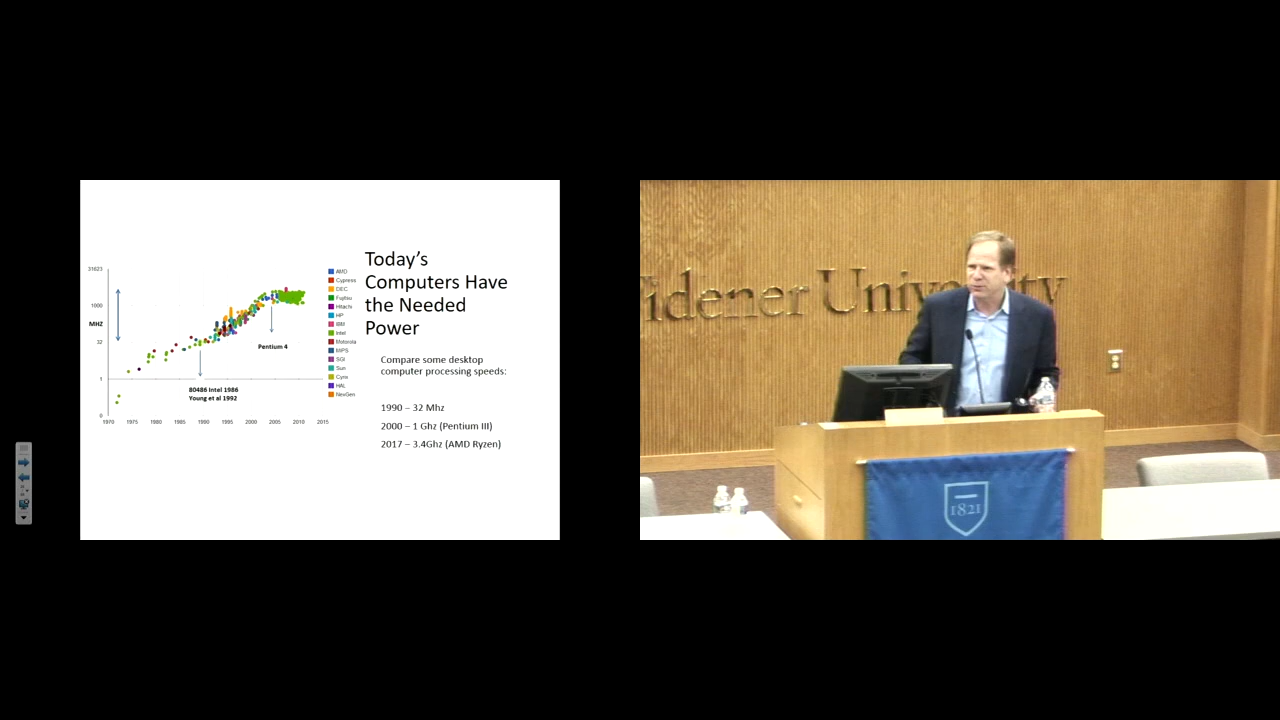 Today's
Computers Have
the Needed
Power
Compare some desktop
computer processing speeds:
1990 – 32 Mhz
2000 – 1 Ghz (Pentium III)
2017 – 3.4Ghz (AMD Ryzen)
31623
1000
MHZ
32
1
0
1970 1975 1980 1985 1990 1995 2000 2005 2010 2015
Pentium 4
80486 Intel 1986
Young et al 1992
AMD
Cypress
DEC
Fujitsu
Hitachi
HP
IBM
Intel
Motorola
MIPS
SGI
Sun
Cyrix
HAL
NexGen
idener University
1821